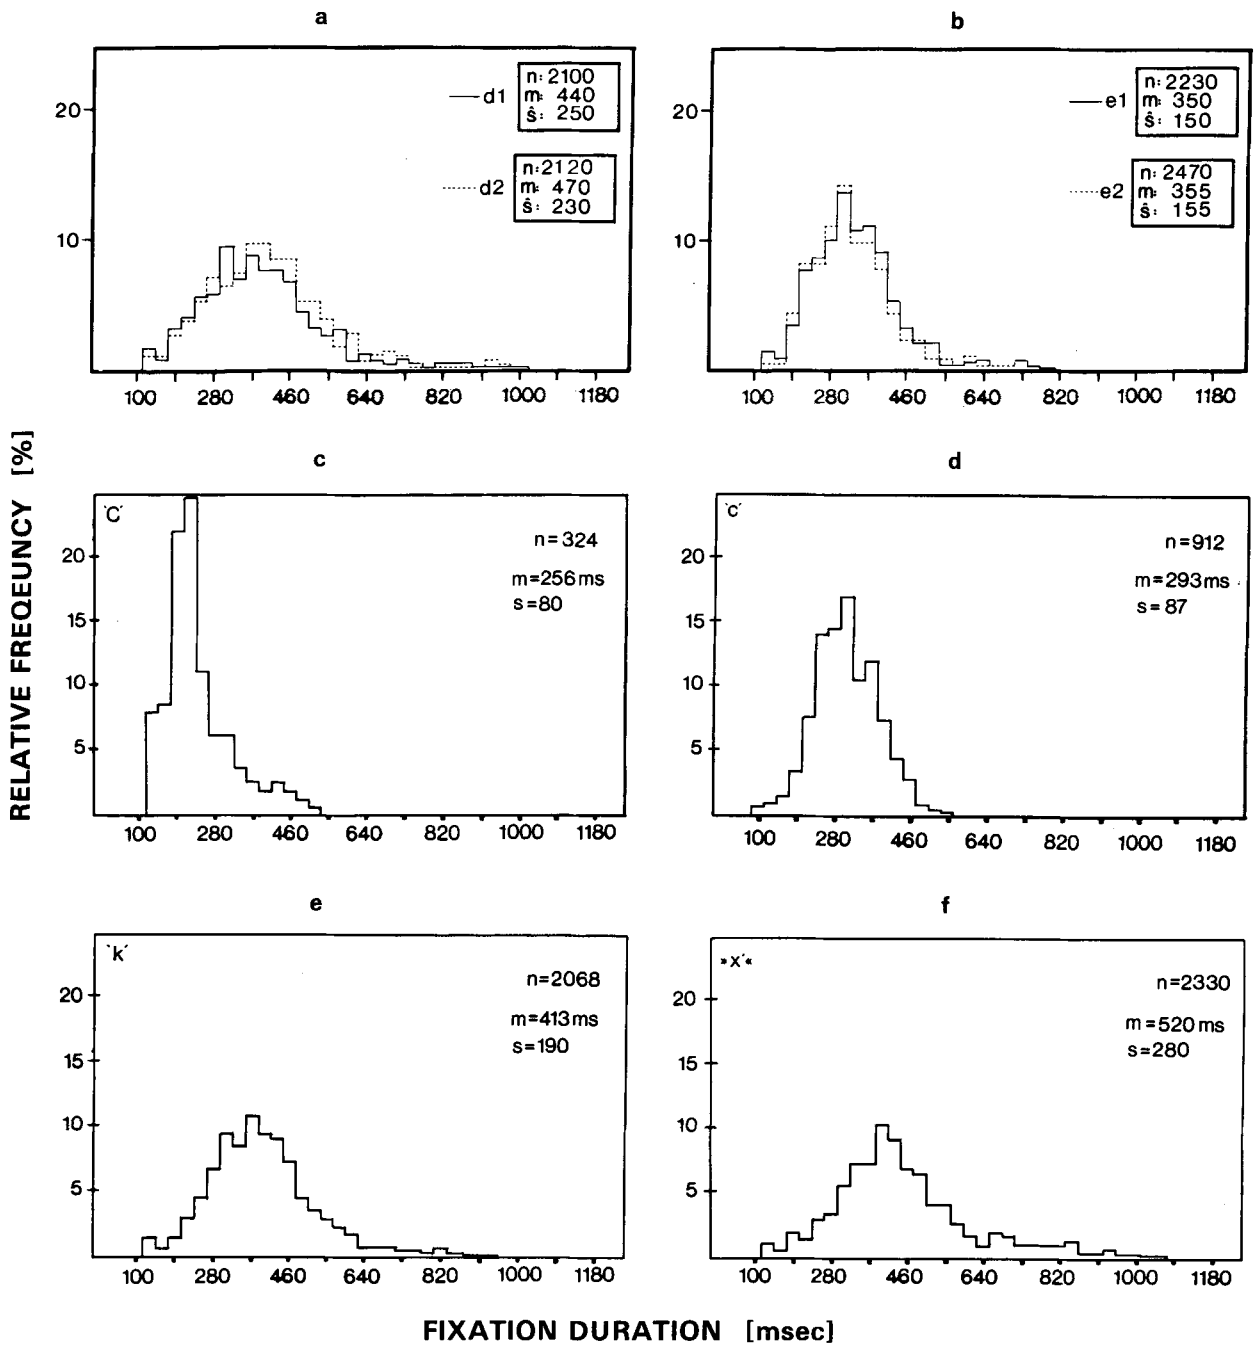 a
20
10
d1
n: 2100
m: 440
ŝ: 250
d2
n: 2120
m: 470
ŝ: 230
100 280 460 640 820 1000 1180
b
20
10
e1
n: 2230
m: 350
ŝ: 150
e2
n: 2470
m: 355
ŝ: 155
100 280 460 640 820 1000 1180
RELATIVE FREQEUNCY [%]
c
'C'
n=324
m=256ms
s=80
20
15
10
5
100 280 460 640 820 1000 1180
d
'c'
n=912
m=293ms
s=87
20
15
10
5
100 280 460 640 820 1000 1180
e
'k'
n=2068
m=413ms
s=190
20
15
10
5
100 280 460 640 820 1000 1180
f
»x'«
n=2330
m=520ms
s=280
20
15
10
5
100 280 460 640 820 1000 1180
FIXATION DURATION [msec]